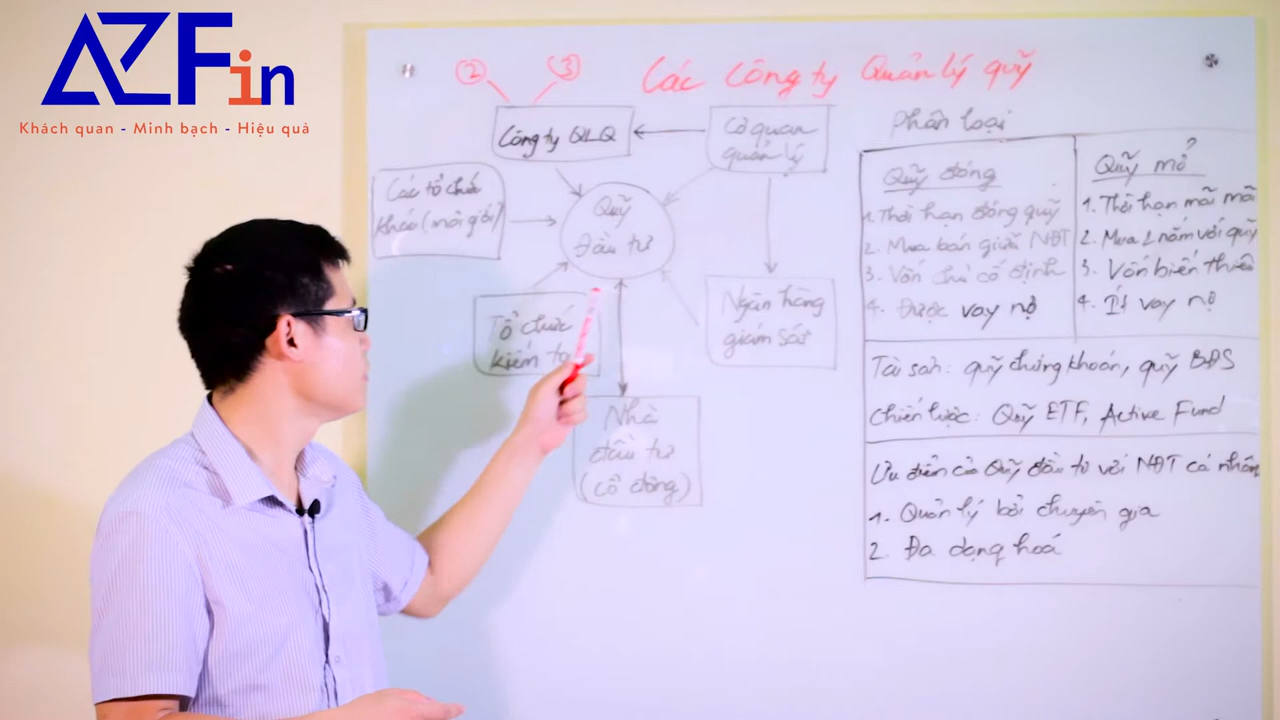 AZFin
Khách quan - Minh bạch - Hiệu quả
Các Công ty Quản lý quỹ
② ③
Công ty QLQ
Cơ quan
quản lý
Các tổ chức
khác (môi giới)
Quỹ
Đầu tư
Tổ chức
kiểm
Ngân hàng
giám sát
Nhà
đầu tư
(cổ đông)
Phân loại
Quỹ đóng
1. Thời hạn đóng quỹ
2. Mua bán giữa NĐT
3. Vốn chủ cố định
4. Được vay nợ
Quỹ mở
1. Thời hạn mãi mãi
2. Mua 1 năm với quỹ
3. Vốn biến thiên
4. Ít vay nợ
Tài sản: quỹ chứng khoán, quỹ BĐS
Chiến lược: Quỹ ETF, Active Fund
Ưu điểm của Quỹ đầu tư với NĐT cá nhân
1. Quản lý bởi chuyên gia
2. Đa dạng hoá